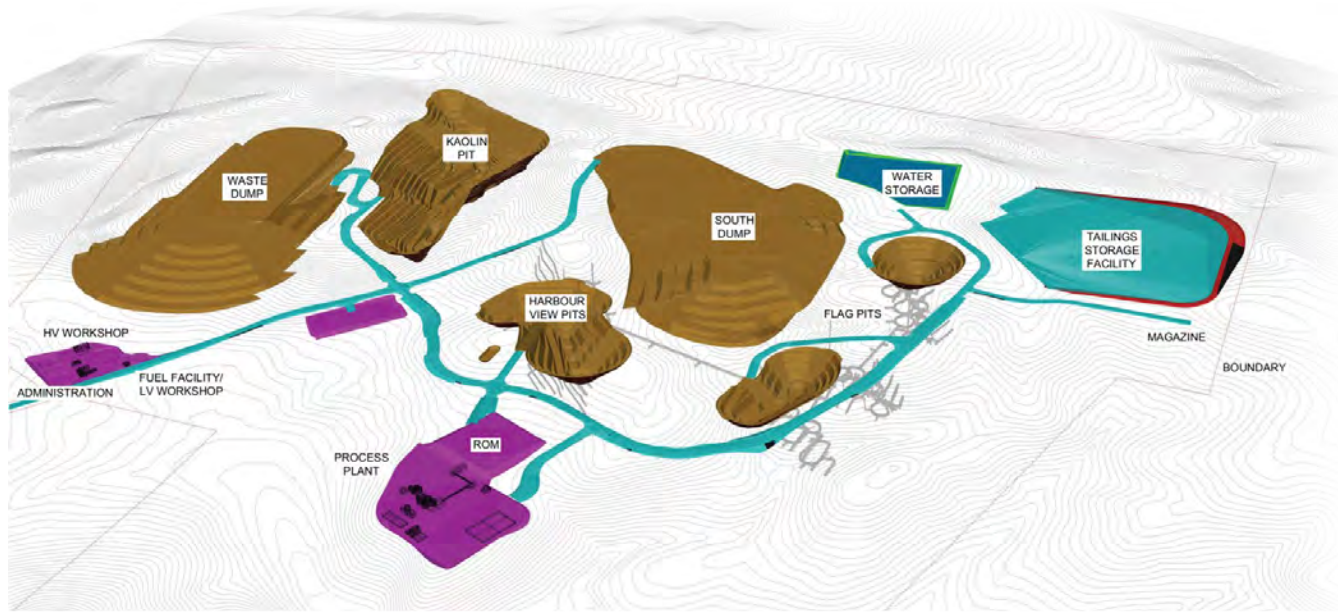 KAOLIN
PIT
WASTE
DUMP
WATER
STORAGE
SOUTH
DUMP
TAILINGS
STORAGE
FACILITY
HARBOUR
VIEW PITS
FLAG PITS
HV WORKSHOP
MAGAZINE
BOUNDARY
FUEL FACILITY/
LV WORKSHOP
ADMINISTRATION
ROM
PROCESS
PLANT